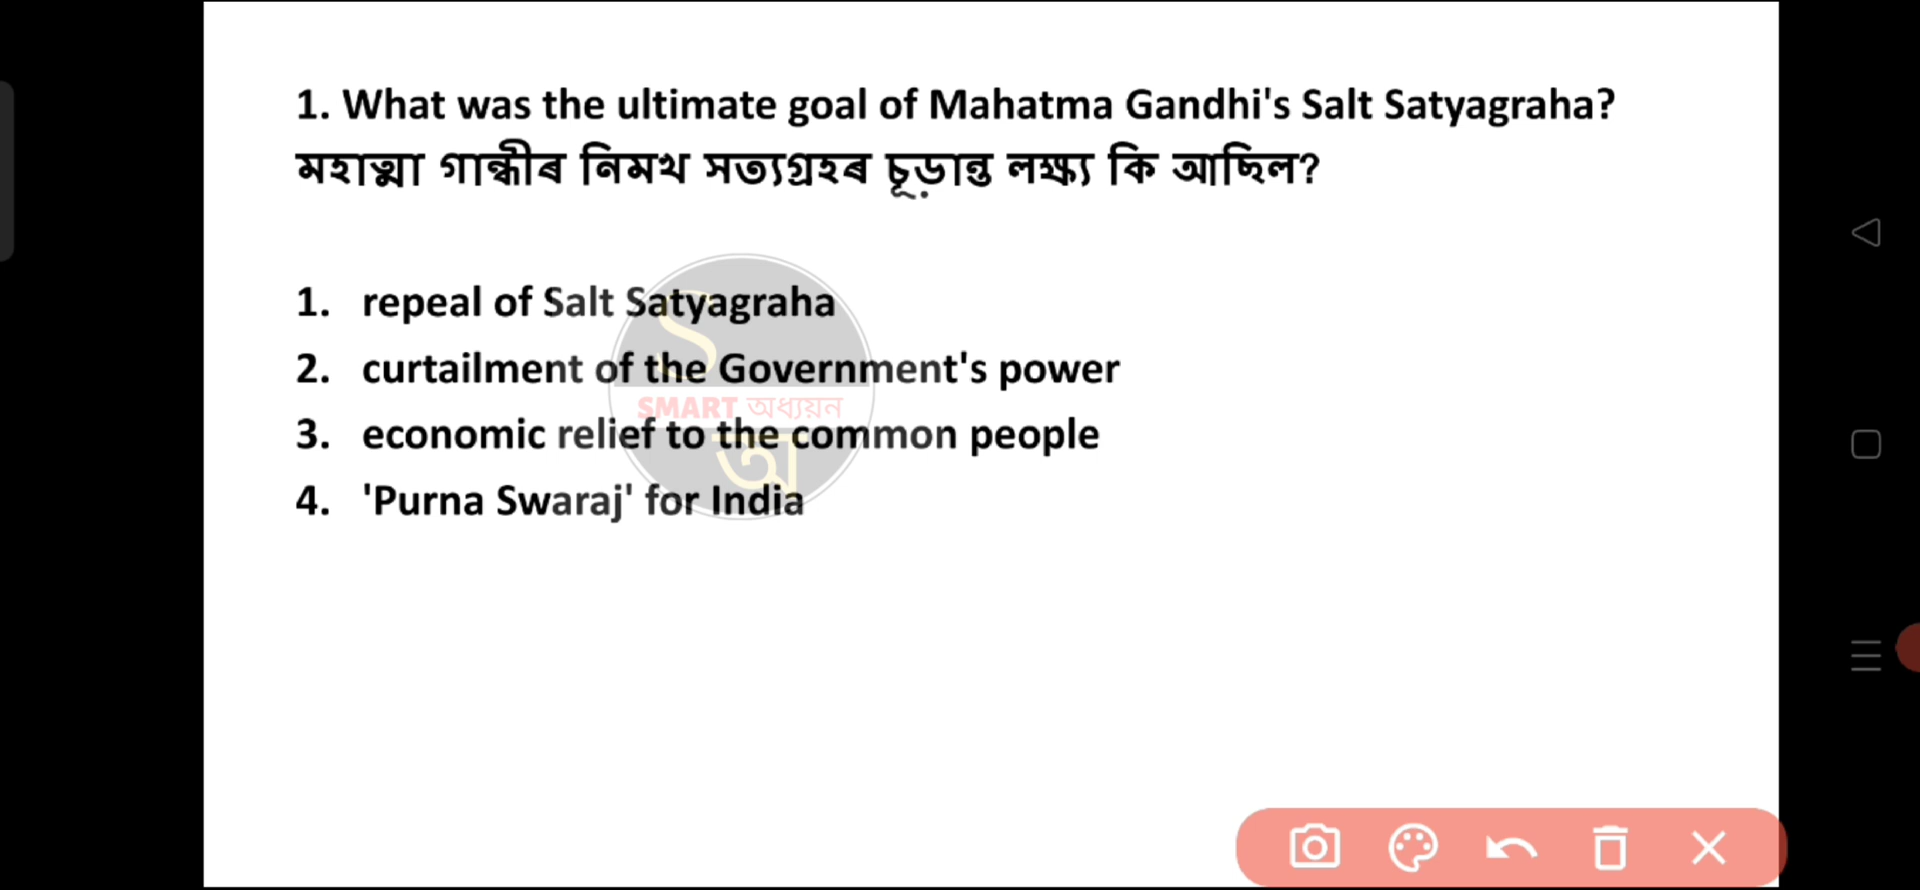 1. What was the ultimate goal of Mahatma Gandhi's Salt Satyagraha?
মহাত্মা গান্ধীৰ নিমখ সত্যগ্ৰহৰ চূড়ান্ত লক্ষ্য কি আছিল?
1. repeal of Salt Satyagraha
2. curtailment of the Government's power
SMART অধ্যয়ন
3. economic relief to the common people
4. 'Purna Swaraj' for India
S
অ